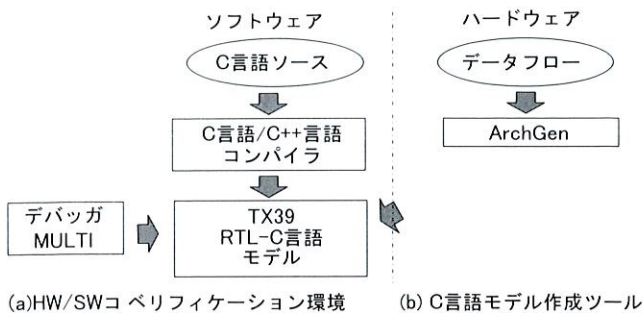 ソフトウェア
ハードウェア
C言語ソース
データフロー
C言語/C++言語
コンパイラ
ArchGen
デバッガ
MULTI
TX39
RTL-C言語
モデル
(a)HW/SWコ ベリフィケーション環境
(b) C言語モデル作成ツール